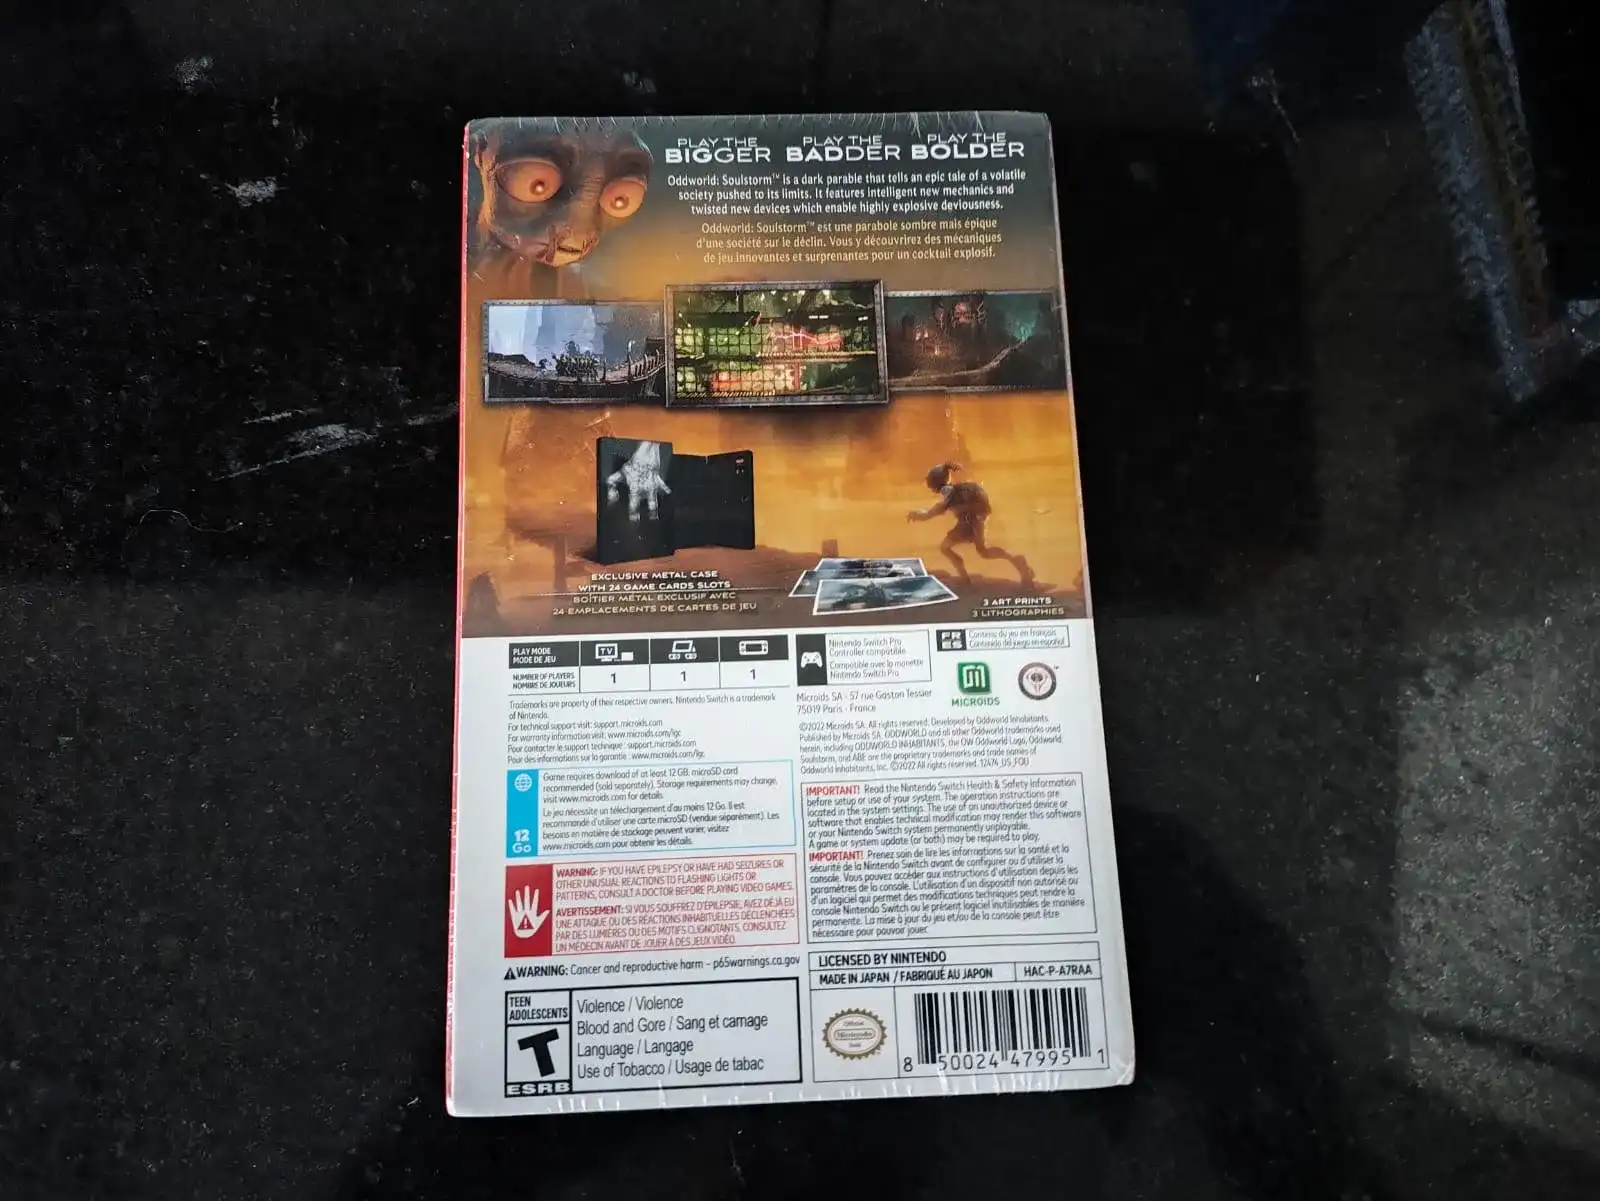 PLAY THE
BIGGER
PLAY THE
BADDER
PLAY THE
BOLDER
Oddworld: Soulstorm™ is a dark parable that tells an epic tale of a volatile
society pushed to its limits. It features intelligent new mechanics and
twisted new devices which enable highly explosive deviousness.
Oddworld: Soulstorm™ est une parabole sombre mais épique
d'une société sur le déclin. Vous y découvrirez des mécaniques
de jeu innovantes et surprenantes pour un cocktail explosif.
EXCLUSIVE METAL CASE
WITH 24 GAME CARDS SLOTS
BOÎTIER MÉTAL EXCLUSIF AVEC
24 EMPLACEMENTS DE CARTES DE JEU
3 ART PRINTS
3 LITHOGRAPHIES
PLAY MODE
MODE DE JEU
TV
NUMBER OF PLAYERS
NOMBRE DE JOUEURS
1
1
1
Nintendo Switch Pro
Controller compatible
Compatible avec la manette
Nintendo Switch Pro
FR
ES
Contenu du jeu en français
Contenido del juego en español
MICROIDS
Trademarks are property of their respective owners. Nintendo Switch is a trademark
of Nintendo.
For technical support visit: support.microids.com
For warranty information visit: www.microids.com/lgc
Pour contacter le support technique : support.microids.com
Pour des informations sur la garantie : www.microids.com/lgc
Microids SA - 57 rue Gaston Tessier
75019 Paris - France
©2022 Microids SA. All rights reserved. Developed by Oddworld Inhabitants.
Published by Microids SA. ODDWORLD and all other Oddworld trademarks used
herein, including ODDWORLD INHABITANTS, the OW Oddworld Logo, Oddworld:
Soulstorm, and ABE are the proprietary trademarks and trade names of
Oddworld Inhabitants, Inc. ©2022 All rights reserved. 12474_US_FOU
12
Go
Game requires download of at least 12 GB. microSD card
recommended (sold separately). Storage requirements may change,
visit www.microids.com for details.
Le jeu nécessite un téléchargement d'au moins 12 Go. Il est
recommandé d'utiliser une carte microSD (vendue séparément). Les
besoins en matière de stockage peuvent varier, visitez
www.microids.com pour obtenir les détails.
WARNING: IF YOU HAVE EPILEPSY OR HAVE HAD SEIZURES OR
OTHER UNUSUAL REACTIONS TO FLASHING LIGHTS OR
PATTERNS, CONSULT A DOCTOR BEFORE PLAYING VIDEO GAMES.
AVERTISSEMENT: SI VOUS SOUFFREZ D'ÉPILEPSIE, AVEZ DÉJÀ EU
UNE ATTAQUE OU DES RÉACTIONS INHABITUELLES DÉCLENCHÉES
PAR DES LUMIÈRES OU DES MOTIFS CLIGNOTANTS, CONSULTEZ
UN MÉDECIN AVANT DE JOUER À DES JEUX VIDÉO.
WARNING: Cancer and reproductive harm - p65warnings.ca.gov
IMPORTANT! Read the Nintendo Switch Health & Safety Information
before setup or use of your system. The operation instructions are
located in the system settings. The use of an unauthorized device or
software that enables technical modification may render this software
or your Nintendo Switch system permanently unplayable.
A game or system update (or both) may be required to play.
IMPORTANT! Prenez soin de lire les informations sur la santé et la
sécurité de la Nintendo Switch avant de configurer ou d'utiliser la
console. Vous pouvez accéder aux instructions d'utilisation depuis les
paramètres de la console. L'utilisation d'un dispositif non autorisé ou
d'un logiciel qui permet des modifications techniques peut rendre la
console Nintendo Switch ou le présent logiciel inutilisables de manière
permanente. La mise à jour du jeu et/ou de la console peut être
nécessaire pour pouvoir jouer.
TEEN
ADOLESCENTS
T
ESRB
Violence / Violence
Blood and Gore / Sang et carnage
Language / Langage
Use of Tobacco / Usage de tabac
LICENSED BY NINTENDO
MADE IN JAPAN / FABRIQUÉ AU JAPON
HAC-P-A7RAA
Official
Nintendo
Seal
8 50024 47995 1